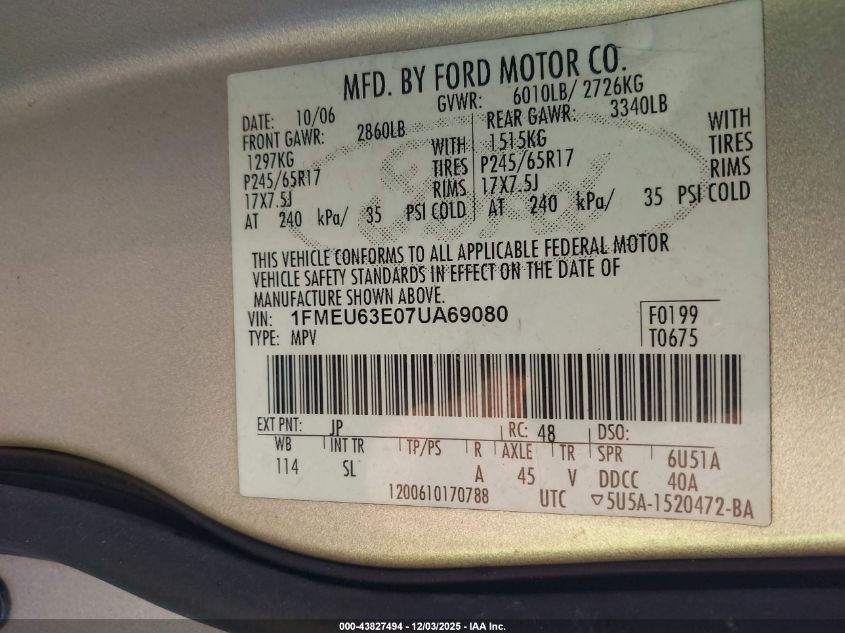 MFD. BY FORD MOTOR CO.
DATE: 10/06 GVWR: 6010LB/ 2726KG
FRONT GAWR: 2860LB REAR GAWR: 3340LB
1297KG WITH 1515KG WITH
P245/65R17 TIRES P245/65R17 TIRES
17X7.5J RIMS 17X7.5J RIMS
AT 240 kPa/ 35 PSI COLD AT 240 kPa/ 35 PSI COLD
THIS VEHICLE CONFORMS TO ALL APPLICABLE FEDERAL MOTOR
VEHICLE SAFETY STANDARDS IN EFFECT ON THE DATE OF
MANUFACTURE SHOWN ABOVE.
VIN: 1FMEU63E07UA69080 F0199
TYPE: MPV T0675
EXT PNT: JP RC: 48 DSO:
WB INT TR TP/PS R AXLE TR SPR 6U51A
114 SL A 45 V DDCC 40A
1200610170788 UTC ▽5U5A-1520472-BA
000-43827494 - 12/03/2025 - IAA Inc.